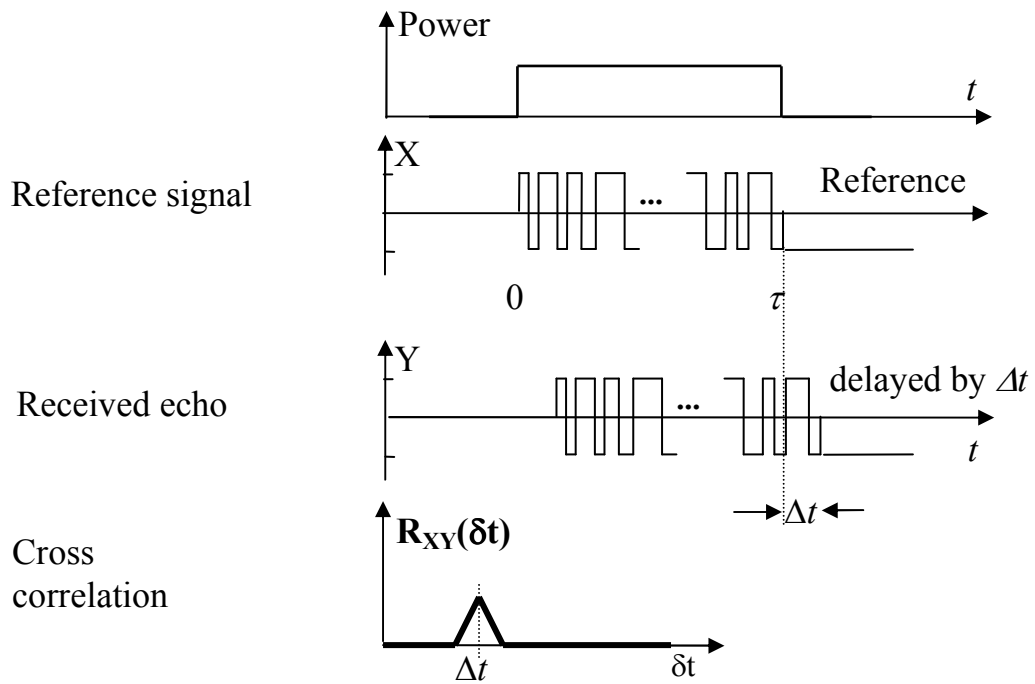 Power
t
X
Reference signal
Reference
...
0
τ
Y
Received echo
delayed by Δt
...
t
Δt
R_XY(δt)
Cross
correlation
Δt
δt